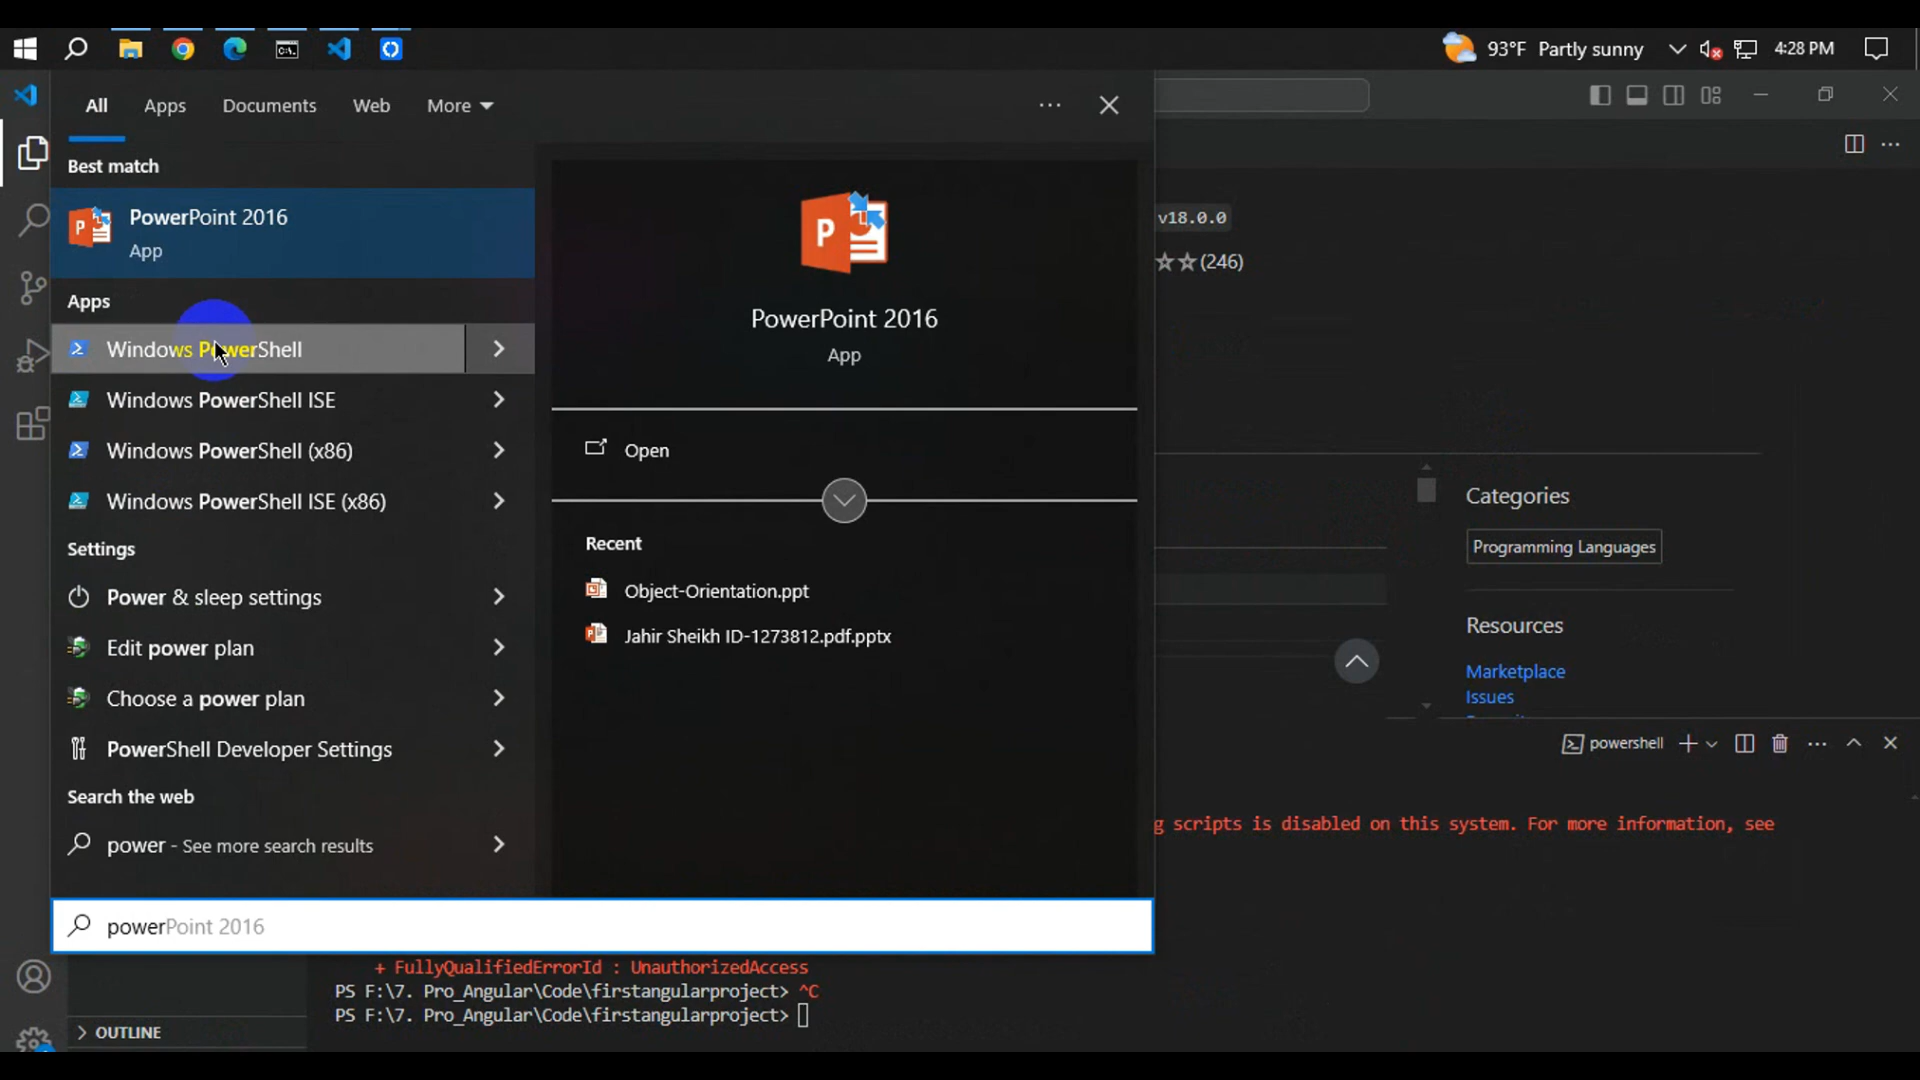 93°F Partly sunny
4:28 PM
All Apps Documents Web More
Best match
PowerPoint 2016
App
Apps
Windows PowerShell
Windows PowerShell ISE
Windows PowerShell (x86)
Windows PowerShell ISE (x86)
Settings
Power & sleep settings
Edit power plan
Choose a power plan
PowerShell Developer Settings
Search the web
power - See more search results
powerPoint 2016
PowerPoint 2016
App
Open
Recent
Object-Orientation.ppt
Jahir Sheikh ID-1273812.pdf.pptx
v18.0.0
(246)
Categories
Programming Languages
Resources
Marketplace
Issues
powershell
g scripts is disabled on this system. For more information, see
+ FullyQualifiedErrorId : UnauthorizedAccess
PS F:\7. Pro_Angular\Code\firstangularproject> ^C
PS F:\7. Pro_Angular\Code\firstangularproject>
OUTLINE